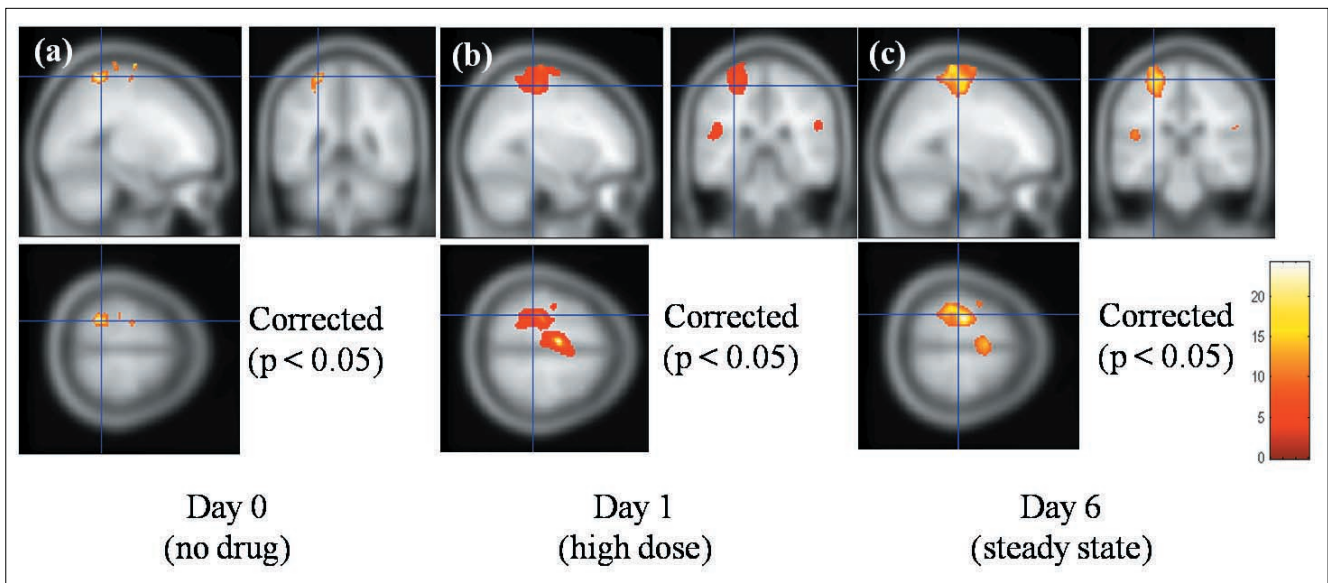 (a)
(b)
(c)
Corrected
(p < 0.05)
Corrected
(p < 0.05)
Corrected
(p < 0.05)
20
15
10
5
0
Day 0
(no drug)
Day 1
(high dose)
Day 6
(steady state)